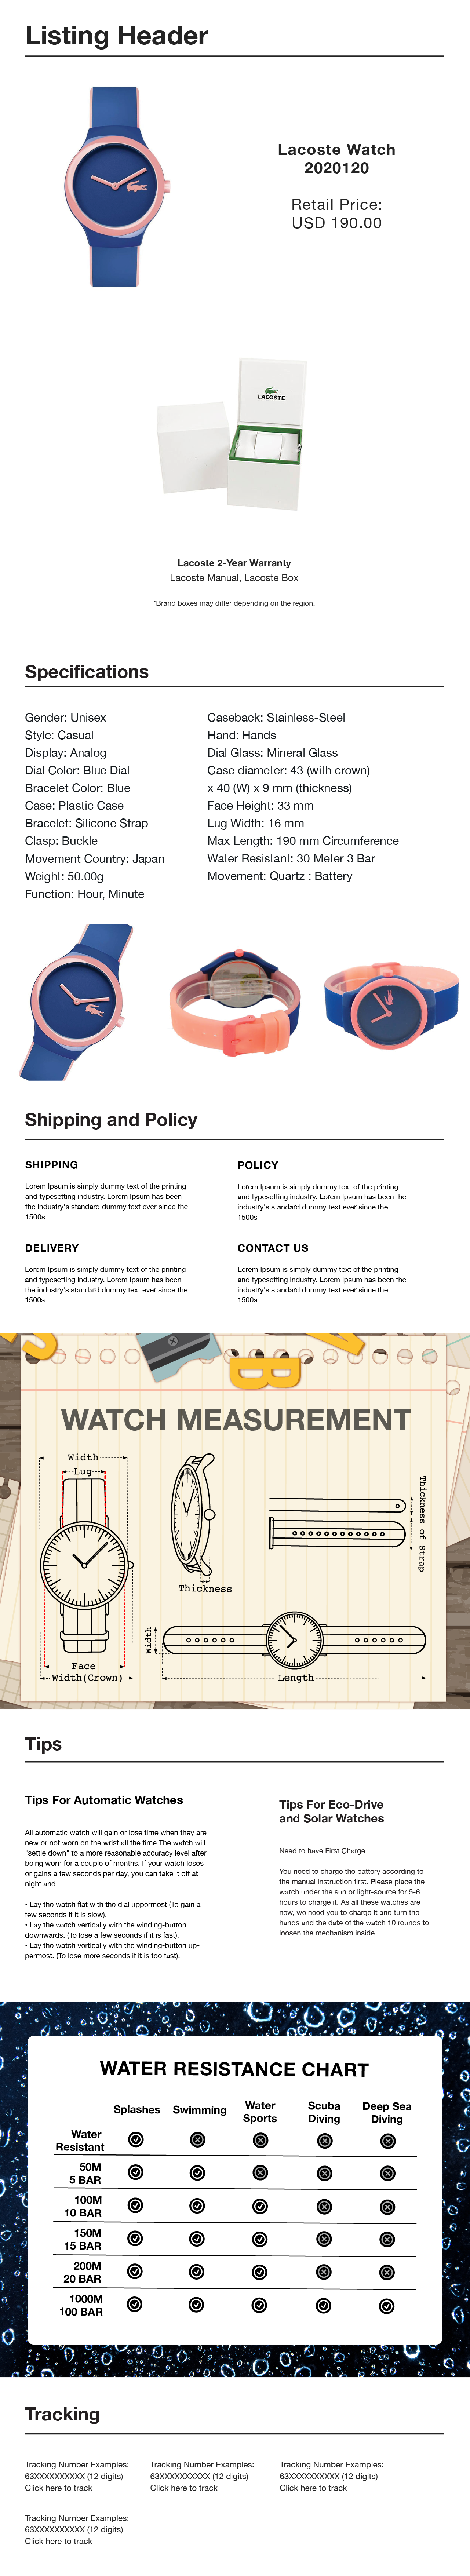 Listing Header
Lacoste Watch
2020120
Retail Price:
USD 190.00
LACOSTE
Lacoste 2-Year Warranty
Lacoste Manual, Lacoste Box
*Brand boxes may differ depending on the region.
Specifications
Gender: Unisex
Style: Casual
Display: Analog
Dial Color: Blue Dial
Bracelet Color: Blue
Case: Plastic Case
Bracelet: Silicone Strap
Clasp: Buckle
Movement Country: Japan
Weight: 50.00g
Function: Hour, Minute
Caseback: Stainless-Steel
Hand: Hands
Dial Glass: Mineral Glass
Case diameter: 43 (with crown)
x 40 (W) x 9 mm (thickness)
Face Height: 33 mm
Lug Width: 16 mm
Max Length: 190 mm Circumference
Water Resistant: 30 Meter 3 Bar
Movement: Quartz : Battery
Shipping and Policy
SHIPPING
Lorem Ipsum is simply dummy text of the printing
and typesetting industry. Lorem Ipsum has been
the industry's standard dummy text ever since the
1500s
POLICY
Lorem Ipsum is simply dummy text of the printing
and typesetting industry. Lorem Ipsum has been the
industry's standard dummy text ever since the
1500s
DELIVERY
Lorem Ipsum is simply dummy text of the printing
and typesetting industry. Lorem Ipsum has been
the industry's standard dummy text ever since the
1500s
CONTACT US
Lorem Ipsum is simply dummy text of the printing
and typesetting industry. Lorem Ipsum has been the
industry's standard dummy text ever since the
1500s
B
WATCH MEASUREMENT
Width
Lug
Face
Width(Crown)
Thickness
Thickness of Strap
Width
Length
Tips
Tips For Automatic Watches
All automatic watch will gain or lose time when they are
new or not worn on the wrist all the time.The watch will
"settle down" to a more reasonable accuracy level after
being worn for a couple of months. If your watch loses
or gains a few seconds per day, you can take it off at
night and:
• Lay the watch flat with the dial uppermost (To gain a
few seconds if it is slow).
• Lay the watch vertically with the winding-button
downwards. (To lose a few seconds if it is fast).
• Lay the watch vertically with the winding-button up-
permost. (To lose more seconds if it is too fast).
Tips For Eco-Drive
and Solar Watches
Need to have First Charge
You need to charge the battery according to
the manual instruction first. Please place the
watch under the sun or light-source for 5-6
hours to charge it. As all these watches are
new, we need you to charge it and turn the
hands and the date of the watch 10 rounds to
loosen the mechanism inside.
WATER RESISTANCE CHART
Splashes Swimming Water Sports Scuba Diving Deep Sea Diving
Water
Resistant
50M
5 BAR
100M
10 BAR
150M
15 BAR
200M
20 BAR
1000M
100 BAR
Tracking
Tracking Number Examples:
63XXXXXXXXXX (12 digits)
Click here to track
Tracking Number Examples:
63XXXXXXXXXX (12 digits)
Click here to track
Tracking Number Examples:
63XXXXXXXXXX (12 digits)
Click here to track
Tracking Number Examples:
63XXXXXXXXXX (12 digits)
Click here to track